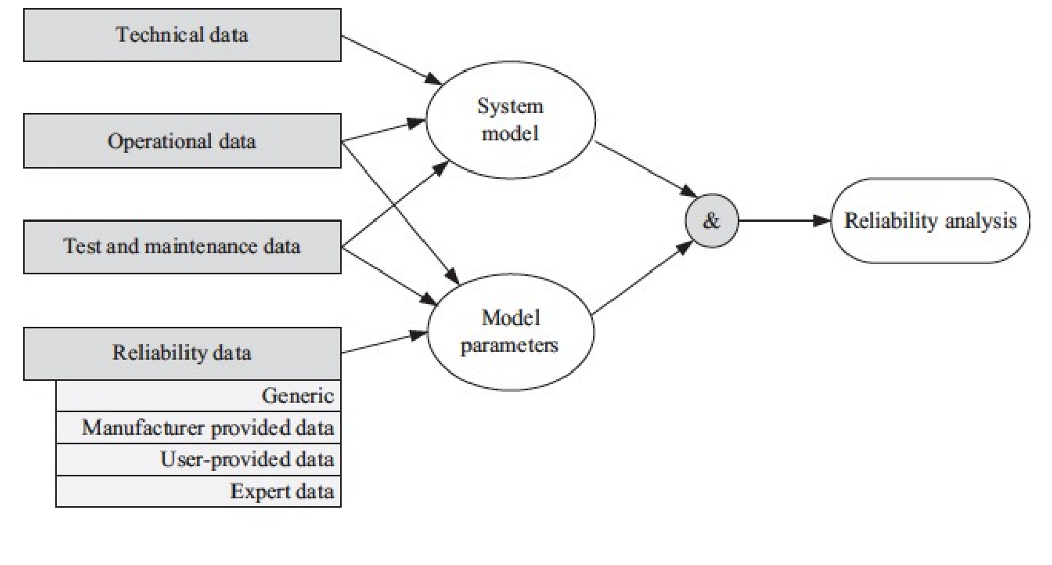 Technical data
Operational data
Test and maintenance data
Reliability data
Generic
Manufacturer provided data
User-provided data
Expert data
System
model
Model
parameters
&
Reliability analysis